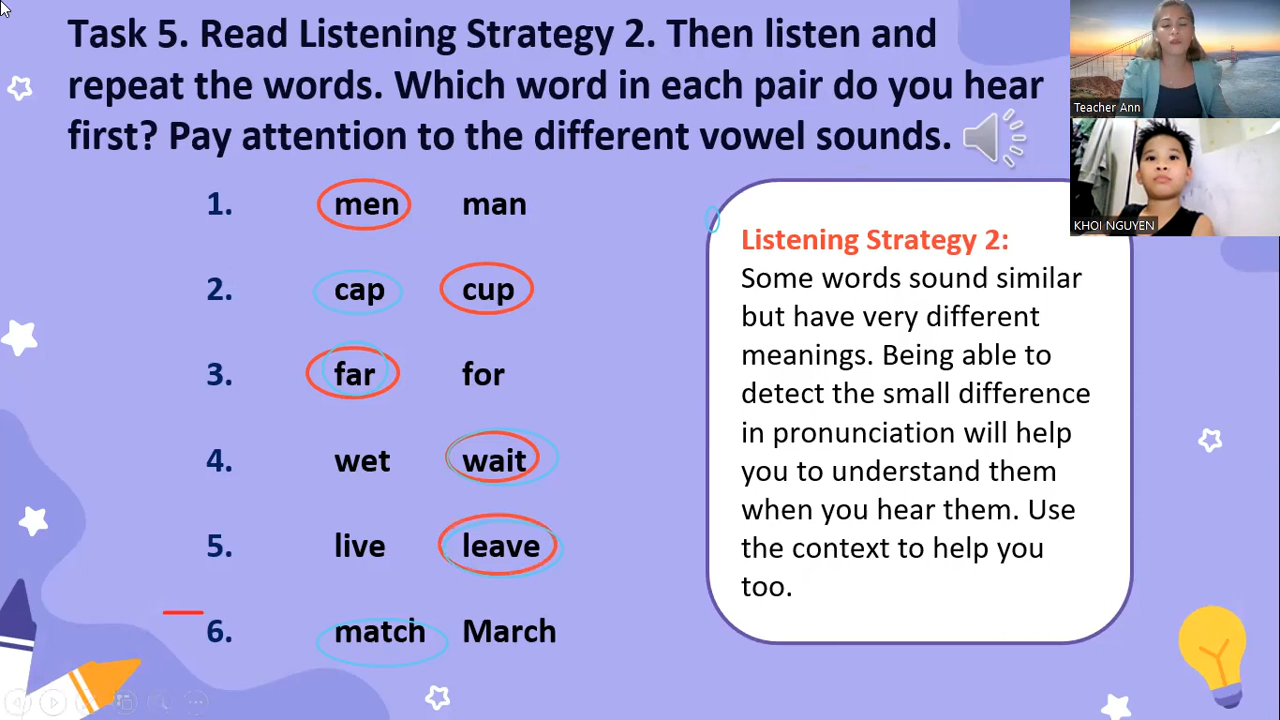 Task 5. Read Listening Strategy 2. Then listen and
repeat the words. Which word in each pair do you hear
first? Pay attention to the different vowel sounds.
Teacher Ann
KHOI NGUYEN
1. men man
2. cap cup
3. far for
4. wet wait
5. live leave
6. match March
Listening Strategy 2:
Some words sound similar
but have very different
meanings. Being able to
detect the small difference
in pronunciation will help
you to understand them
when you hear them. Use
the context to help you
too.